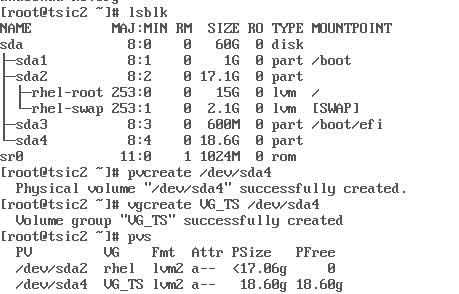 [root@tsic2 ~]# lsblk
NAME          MAJ:MIN RM  SIZE RO TYPE MOUNTPOINT
sda             8:0    0   60G  0 disk
├─sda1          8:1    0    1G  0 part /boot
├─sda2          8:2    0 17.1G  0 part
│ ├─rhel-root 253:0    0   15G  0 lvm  /
│ └─rhel-swap 253:1    0  2.1G  0 lvm  [SWAP]
├─sda3          8:3    0  600M  0 part /boot/efi
└─sda4          8:4    0 18.6G  0 part
sr0            11:0    1 1024M  0 rom
[root@tsic2 ~]# pvcreate /dev/sda4
  Physical volume "/dev/sda4" successfully created.
[root@tsic2 ~]# vgcreate VG_TS /dev/sda4
  Volume group "VG_TS" successfully created
[root@tsic2 ~]# pvs
  PV         VG    Fmt  Attr PSize   PFree
  /dev/sda2  rhel  lvm2 a--  <17.06g     0
  /dev/sda4  VG_TS lvm2 a--   18.60g 18.60g